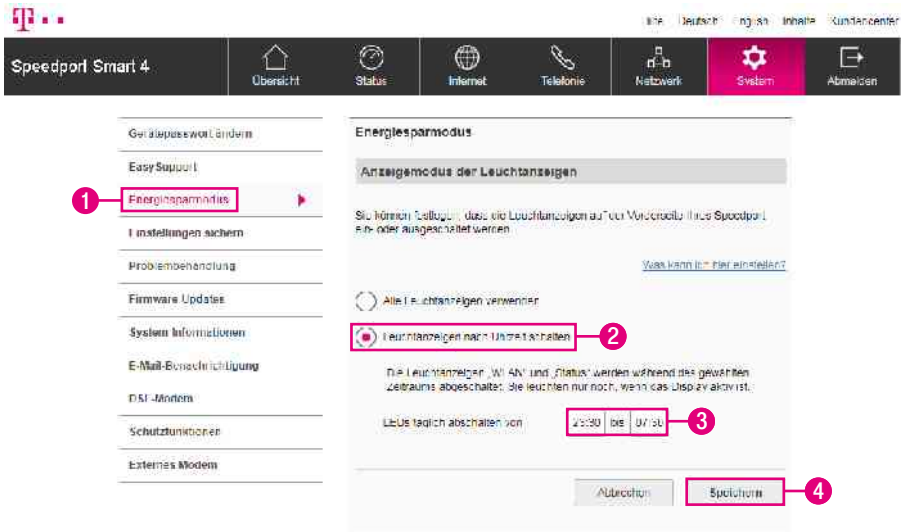 T
Hilfe Deutsch English Inhalte Kundencenter
Speedport Smart 4
Übersicht
Status
Internet
Telefonie
Netzwerk
System
Abmelden
Gerätepasswort ändern
EasySupport
1
Energiesparmodus
Einstellungen sichern
Problembehandlung
Firmware Updates
System Informationen
E-Mail-Benachrichtigung
DSL-Modem
Schutzfunktionen
Externes Modem
Energiesparmodus
Anzeigemodus der Leuchtanzeigen
Sie können festlegen, dass die Leuchtanzeigen auf der Vorderseite Ihres Speedport
ein- oder ausgeschaltet werden.
Was kann ich hier einstellen?
Alle Leuchtanzeigen verwenden
Leuchtanzeigen nach Uhrzeit schalten
2
Die Leuchtanzeigen „WLAN“ und „Status“ werden während des gewählten
Zeitraums abgeschaltet. Sie leuchten nur noch, wenn das Display aktiv ist.
LEDs täglich abschalten von 23:30 bis 07:30
3
Abbrechen
Speichern
4